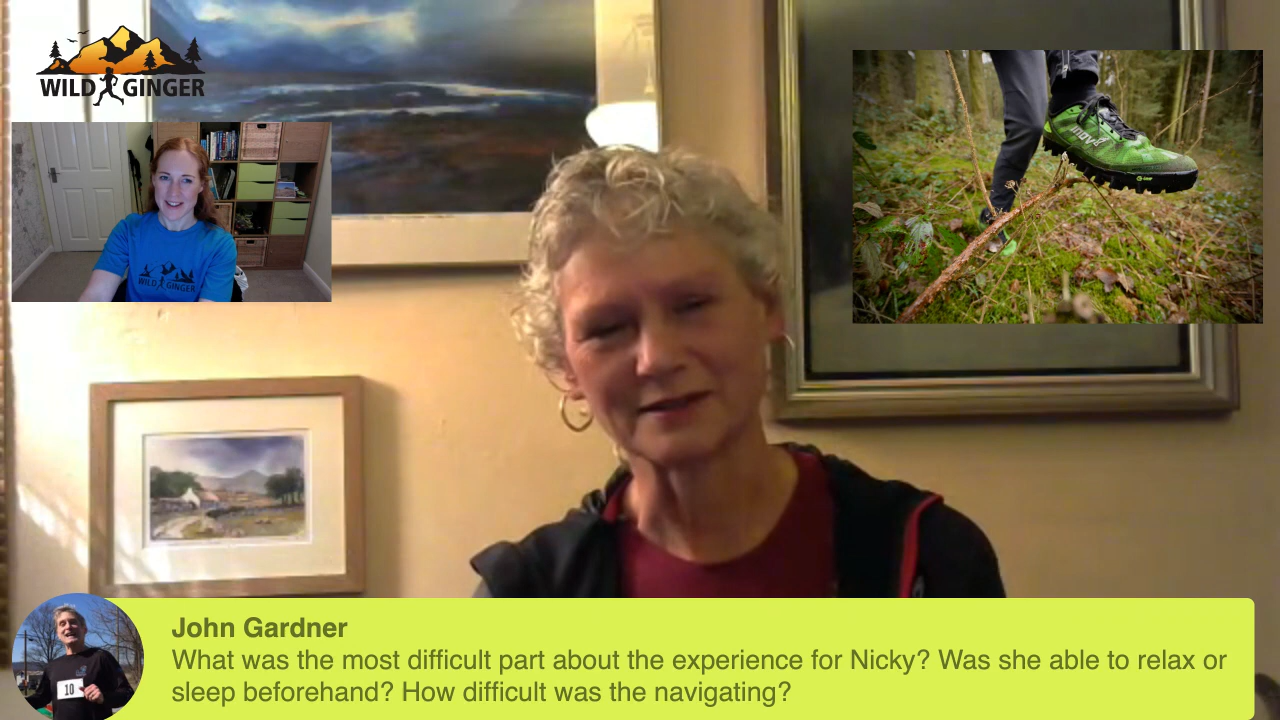 WILD GINGER
WILD GINGER
inov8
John Gardner
What was the most difficult part about the experience for Nicky? Was she able to relax or
sleep beforehand? How difficult was the navigating?
10